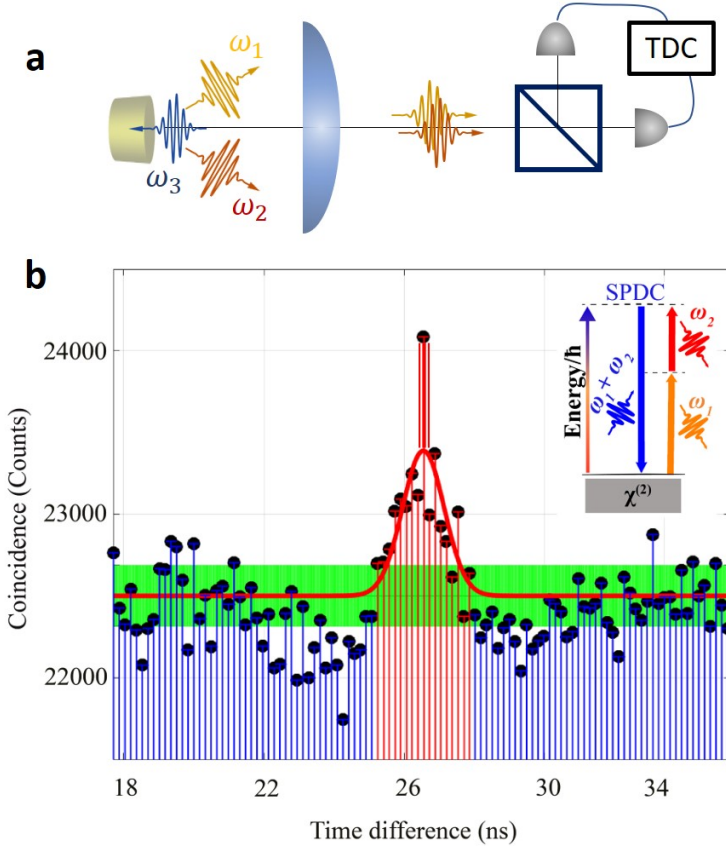 a
ω₁
ω₃
ω₂
TDC
b
Coincidence (Counts)
24000
23000
22000
18
22
26
30
34
Time difference (ns)
SPDC
Energy/ħ
ω₁ + ω₂
ω₂
ω₁
χ⁽²⁾